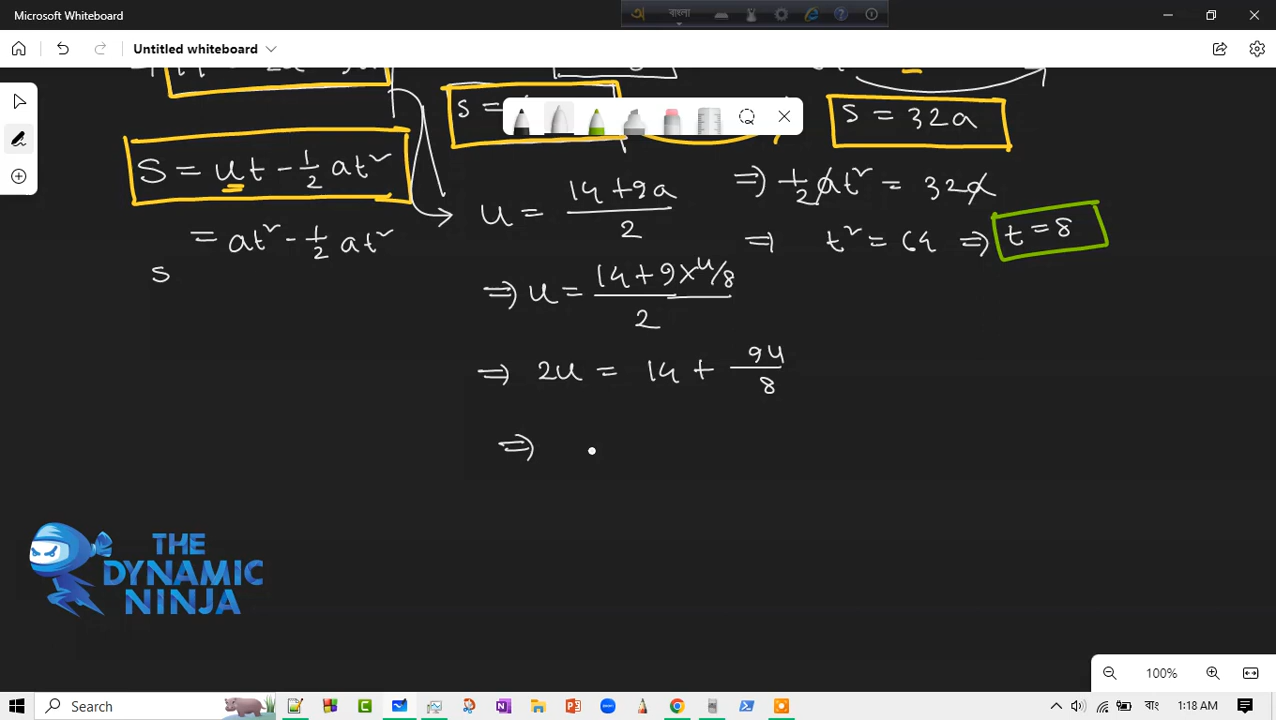 Microsoft Whiteboard
বাংলা
Untitled whiteboard
S =
S = 32a
S = ut - 1/2 at²
= at² - 1/2 at²
S
u = (14 + 9a)/2
⇒ u = (14 + 9 × u/8)/2
⇒ 2u = 14 + 9u/8
⇒
⇒ 1/2 at² = 32a
⇒ t² = 64 ⇒ t = 8
THE
DYNAMIC
NINJA
100%
Search
বাং
1:18 AM